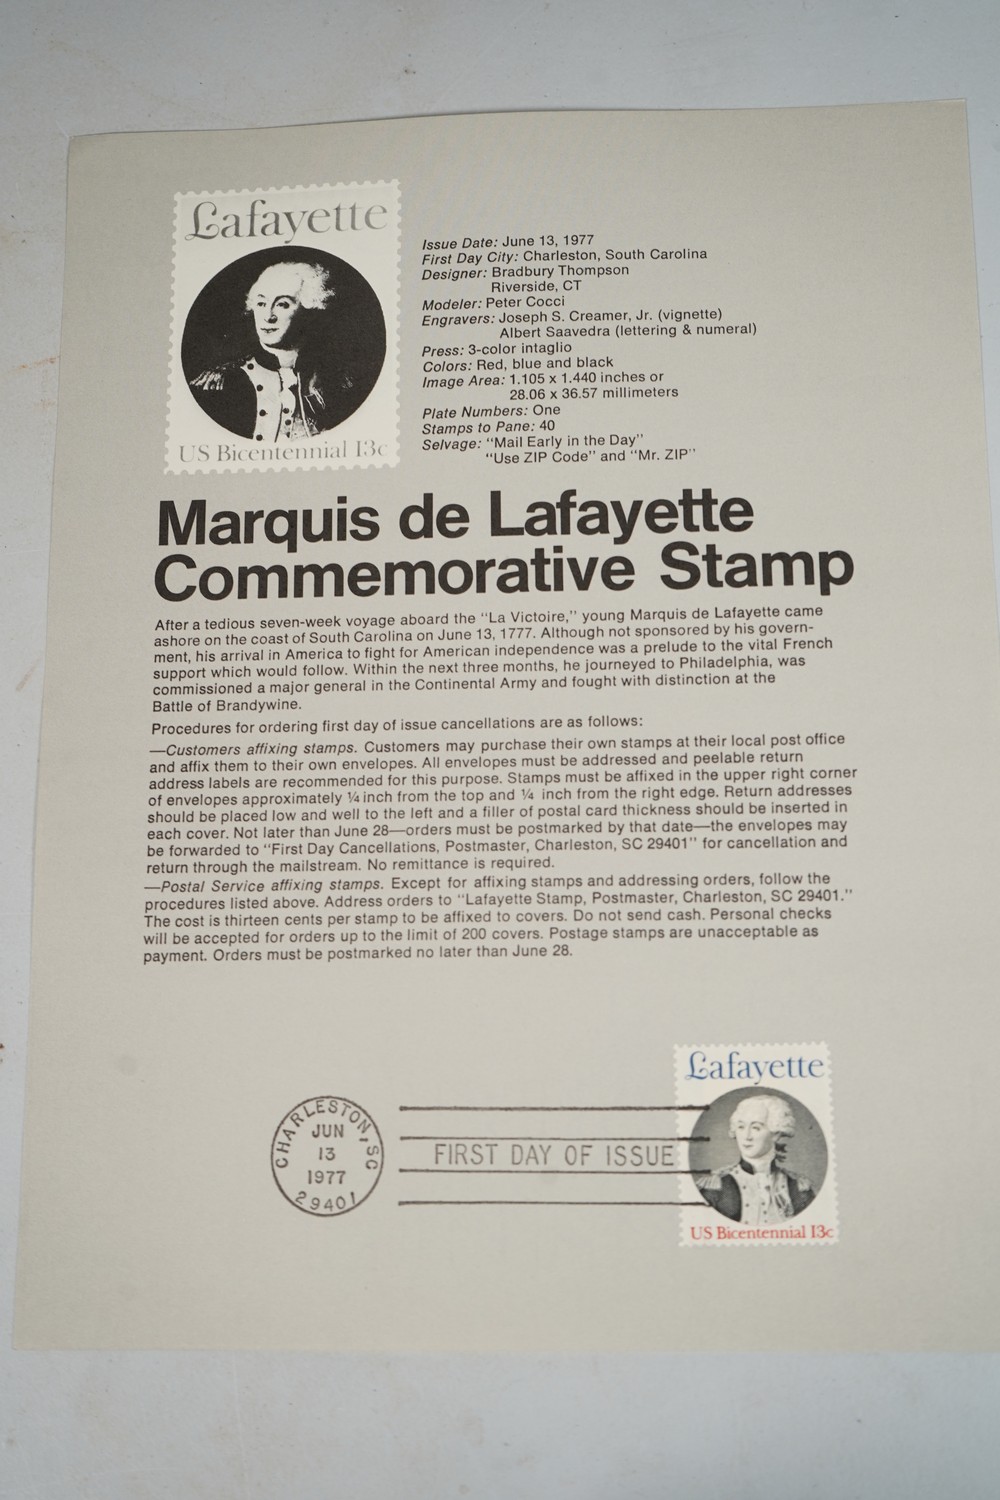 Lafayette
US Bicentennial 13c
Issue Date: June 13, 1977
First Day City: Charleston, South Carolina
Designer: Bradbury Thompson
Riverside, CT
Modeler: Peter Cocci
Engravers: Joseph S. Creamer, Jr. (vignette)
Albert Saavedra (lettering & numeral)
Press: 3-color intaglio
Colors: Red, blue and black
Image Area: 1.105 x 1.440 inches or
28.06 x 36.57 millimeters
Plate Numbers: One
Stamps to Pane: 40
Selvage: "Mail Early in the Day"
"Use ZIP Code" and "Mr. ZIP"
Marquis de Lafayette
Commemorative Stamp
After a tedious seven-week voyage aboard the "La Victoire," young Marquis de Lafayette came
ashore on the coast of South Carolina on June 13, 1777. Although not sponsored by his govern-
ment, his arrival in America to fight for American independence was a prelude to the vital French
support which would follow. Within the next three months, he journeyed to Philadelphia, was
commissioned a major general in the Continental Army and fought with distinction at the
Battle of Brandywine.
Procedures for ordering first day of issue cancellations are as follows:
—Customers affixing stamps. Customers may purchase their own stamps at their local post office
and affix them to their own envelopes. All envelopes must be addressed and peelable return
address labels are recommended for this purpose. Stamps must be affixed in the upper right corner
of envelopes approximately ¼ inch from the top and ¼ inch from the right edge. Return addresses
should be placed low and well to the left and a filler of postal card thickness should be inserted in
each cover. Not later than June 28—orders must be postmarked by that date—the envelopes may
be forwarded to "First Day Cancellations, Postmaster, Charleston, SC 29401" for cancellation and
return through the mailstream. No remittance is required.
—Postal Service affixing stamps. Except for affixing stamps and addressing orders, follow the
procedures listed above. Address orders to "Lafayette Stamp, Postmaster, Charleston, SC 29401."
The cost is thirteen cents per stamp to be affixed to covers. Do not send cash. Personal checks
will be accepted for orders up to the limit of 200 covers. Postage stamps are unacceptable as
payment. Orders must be postmarked no later than June 28.
CHARLESTON, SC
JUN
13
1977
29401
FIRST DAY OF ISSUE
Lafayette
US Bicentennial 13c